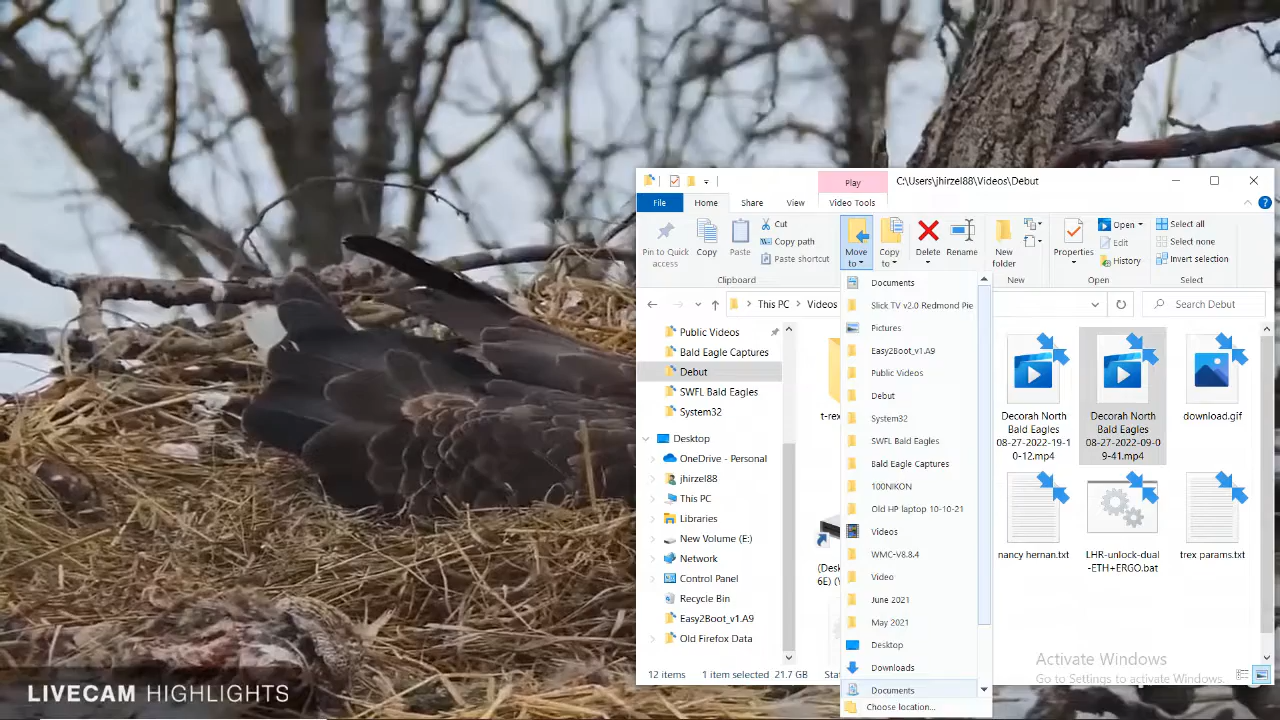 Play
C:\Users\jhirzel88\Videos\Debut
File
Home
Share
View
Video Tools
Pin to Quick
access
Copy
Paste
Cut
Copy path
Paste shortcut
Move
to
Copy
to
Delete
Rename
New
folder
Properties
Open
Edit
History
Select all
Select none
Invert selection
Clipboard
New
Open
Select
This PC
Videos
Search Debut
Public Videos
Bald Eagle Captures
Debut
SWFL Bald Eagles
System32
Desktop
OneDrive - Personal
jhirzel88
This PC
Libraries
New Volume (E:)
Network
Control Panel
Recycle Bin
Easy2Boot_v1.A9
Old Firefox Data
t-rex
(Desk
6E) (
Documents
Slick TV v2.0 Redmond Pie
Pictures
Easy2Boot_v1.A9
Public Videos
Debut
System32
SWFL Bald Eagles
Bald Eagle Captures
100NIKON
Old HP laptop 10-10-21
Videos
WMC-V8.8.4
Video
June 2021
May 2021
Desktop
Downloads
Documents
Choose location...
Decorah North
Bald Eagles
08-27-2022-19-1
0-12.mp4
Decorah North
Bald Eagles
08-27-2022-09-0
9-41.mp4
download.gif
nancy hernan.txt
LHR-unlock-dual
-ETH+ERGO.bat
trex params.txt
12 items
1 item selected
21.7 GB
Stat
Activate Windows
Go to Settings to activate Windows.
LIVECAM HIGHLIGHTS